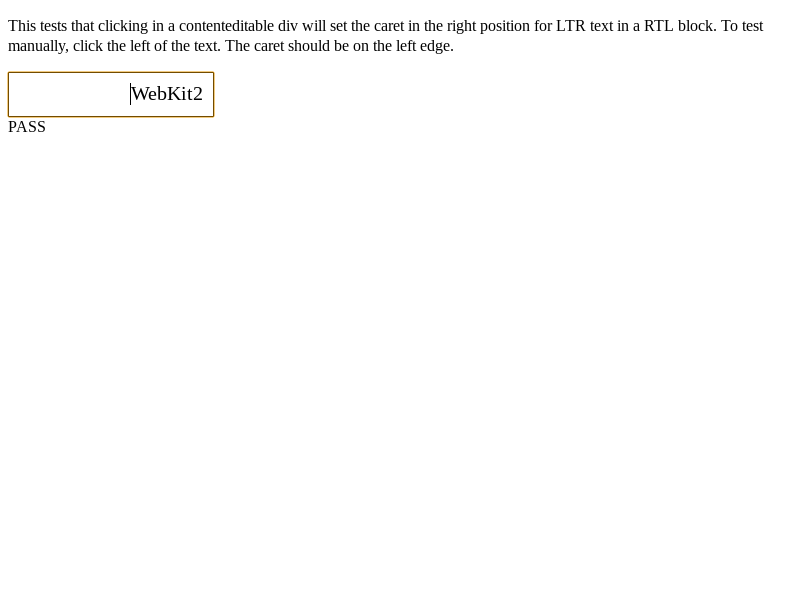 This tests that clicking in a contenteditable div will set the caret in the right position for LTR text in a RTL block. To test
manually, click the left of the text. The caret should be on the left edge.
WebKit2
PASS